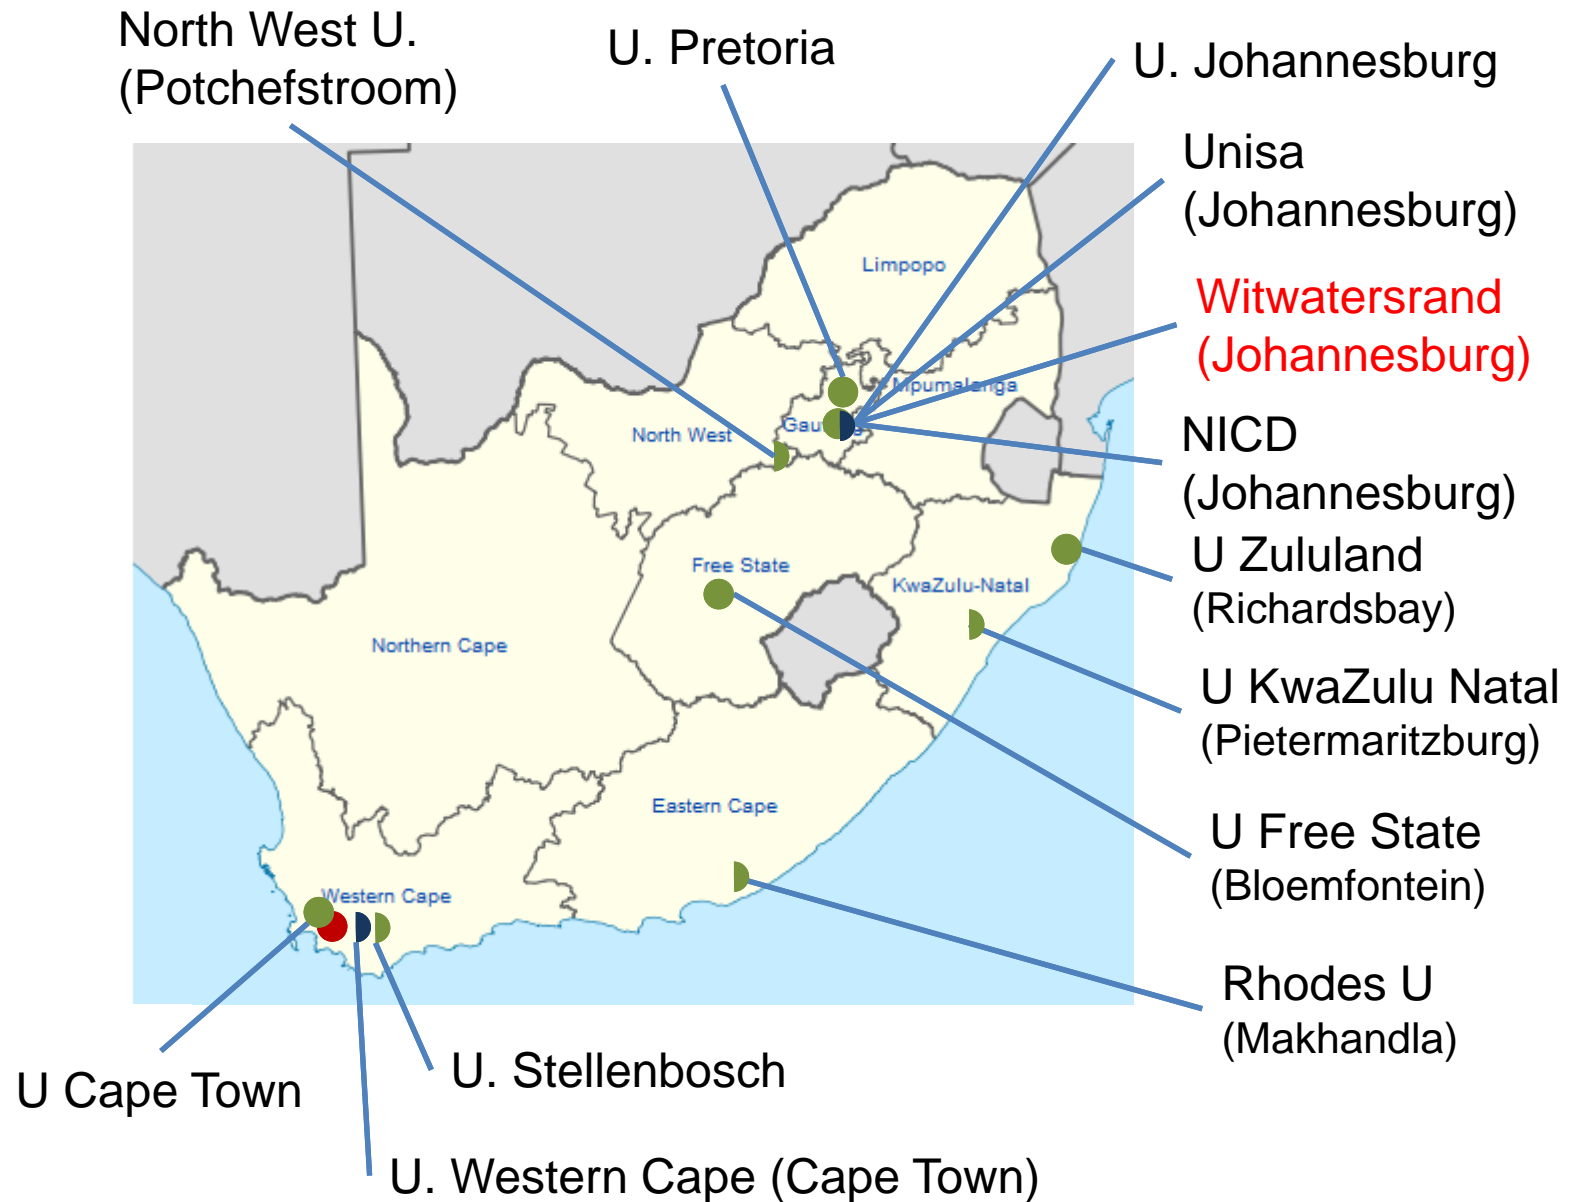 North West U.
(Potchefstroom)
U. Pretoria
U. Johannesburg
Unisa
(Johannesburg)
Witwatersrand
(Johannesburg)
NICD
(Johannesburg)
U Zululand
(Richardsbay)
U KwaZulu Natal
(Pietermaritzburg)
U Free State
(Bloemfontein)
Rhodes U
(Makhandla)
U. Stellenbosch
U Cape Town
U. Western Cape (Cape Town)
Limpopo
Mpumalanga
North West
Free State
KwaZulu-Natal
Northern Cape
Eastern Cape
Western Cape